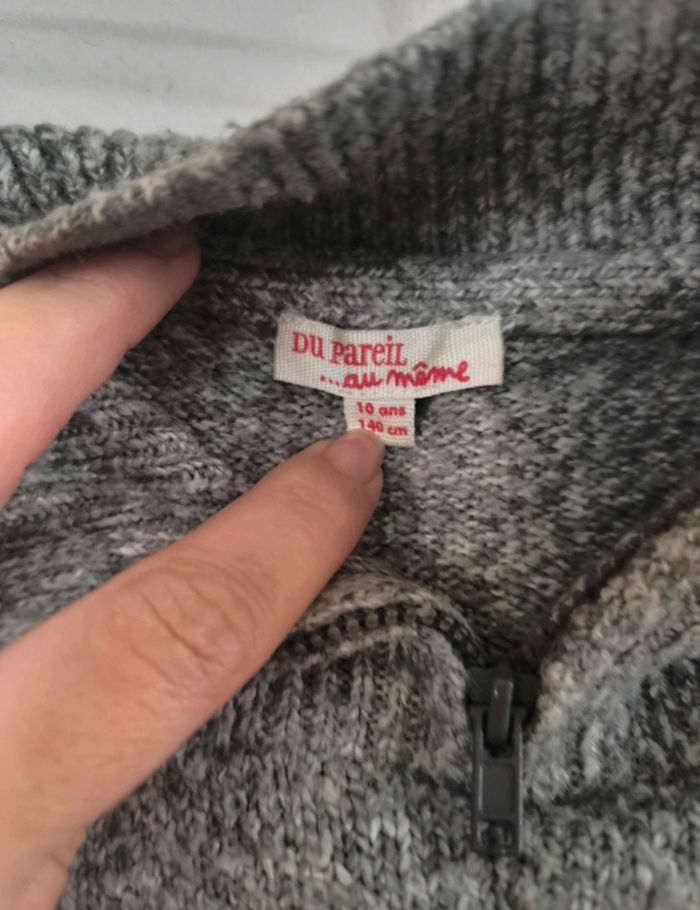 DU PareiL
...au même
10 ans
140 cm